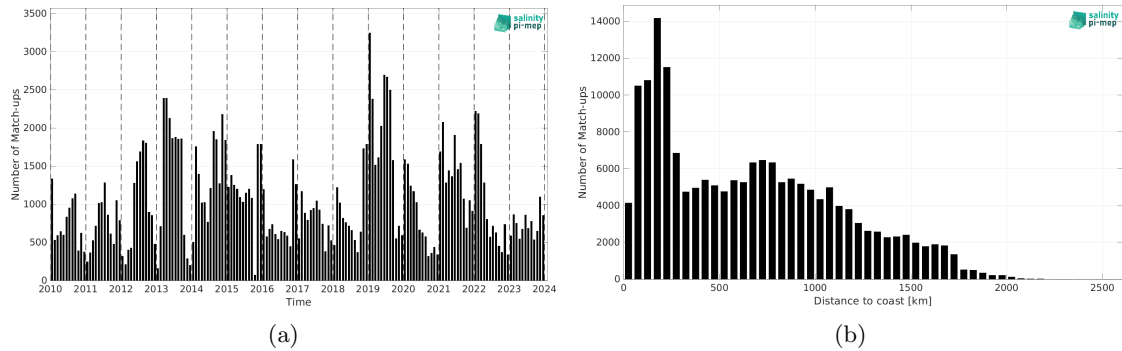 3500
3000
2500
2000
1500
1000
500
0
2010 2011 2012 2013 2014 2015 2016 2017 2018 2019 2020 2021 2022 2023 2024
Time
Number of Match-ups
salinity
pi-mep
(a)
14000
12000
10000
8000
6000
4000
2000
0
0 500 1000 1500 2000 2500
Distance to coast [km]
Number of Match-ups
salinity
pi-mep
(b)